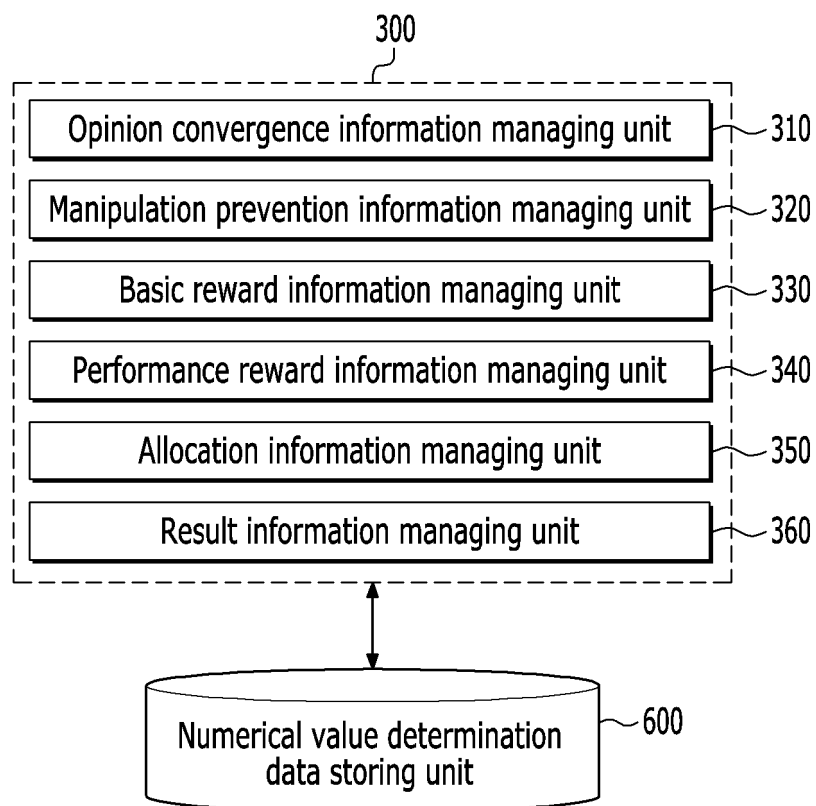 300
Opinion convergence information managing unit 310
Manipulation prevention information managing unit 320
Basic reward information managing unit 330
Performance reward information managing unit 340
Allocation information managing unit 350
Result information managing unit 360
Numerical value determination 600
data storing unit